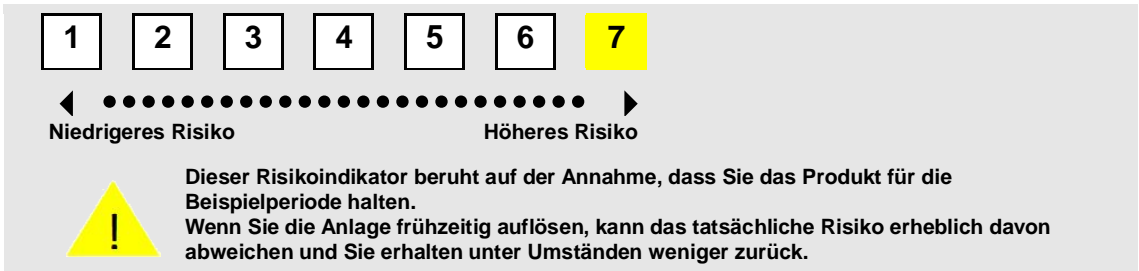 1 2 3 4 5 6 7
Niedrigeres Risiko Höheres Risiko
Dieser Risikoindikator beruht auf der Annahme, dass Sie das Produkt für die
Beispielperiode halten.
Wenn Sie die Anlage frühzeitig auflösen, kann das tatsächliche Risiko erheblich davon
abweichen und Sie erhalten unter Umständen weniger zurück.
!